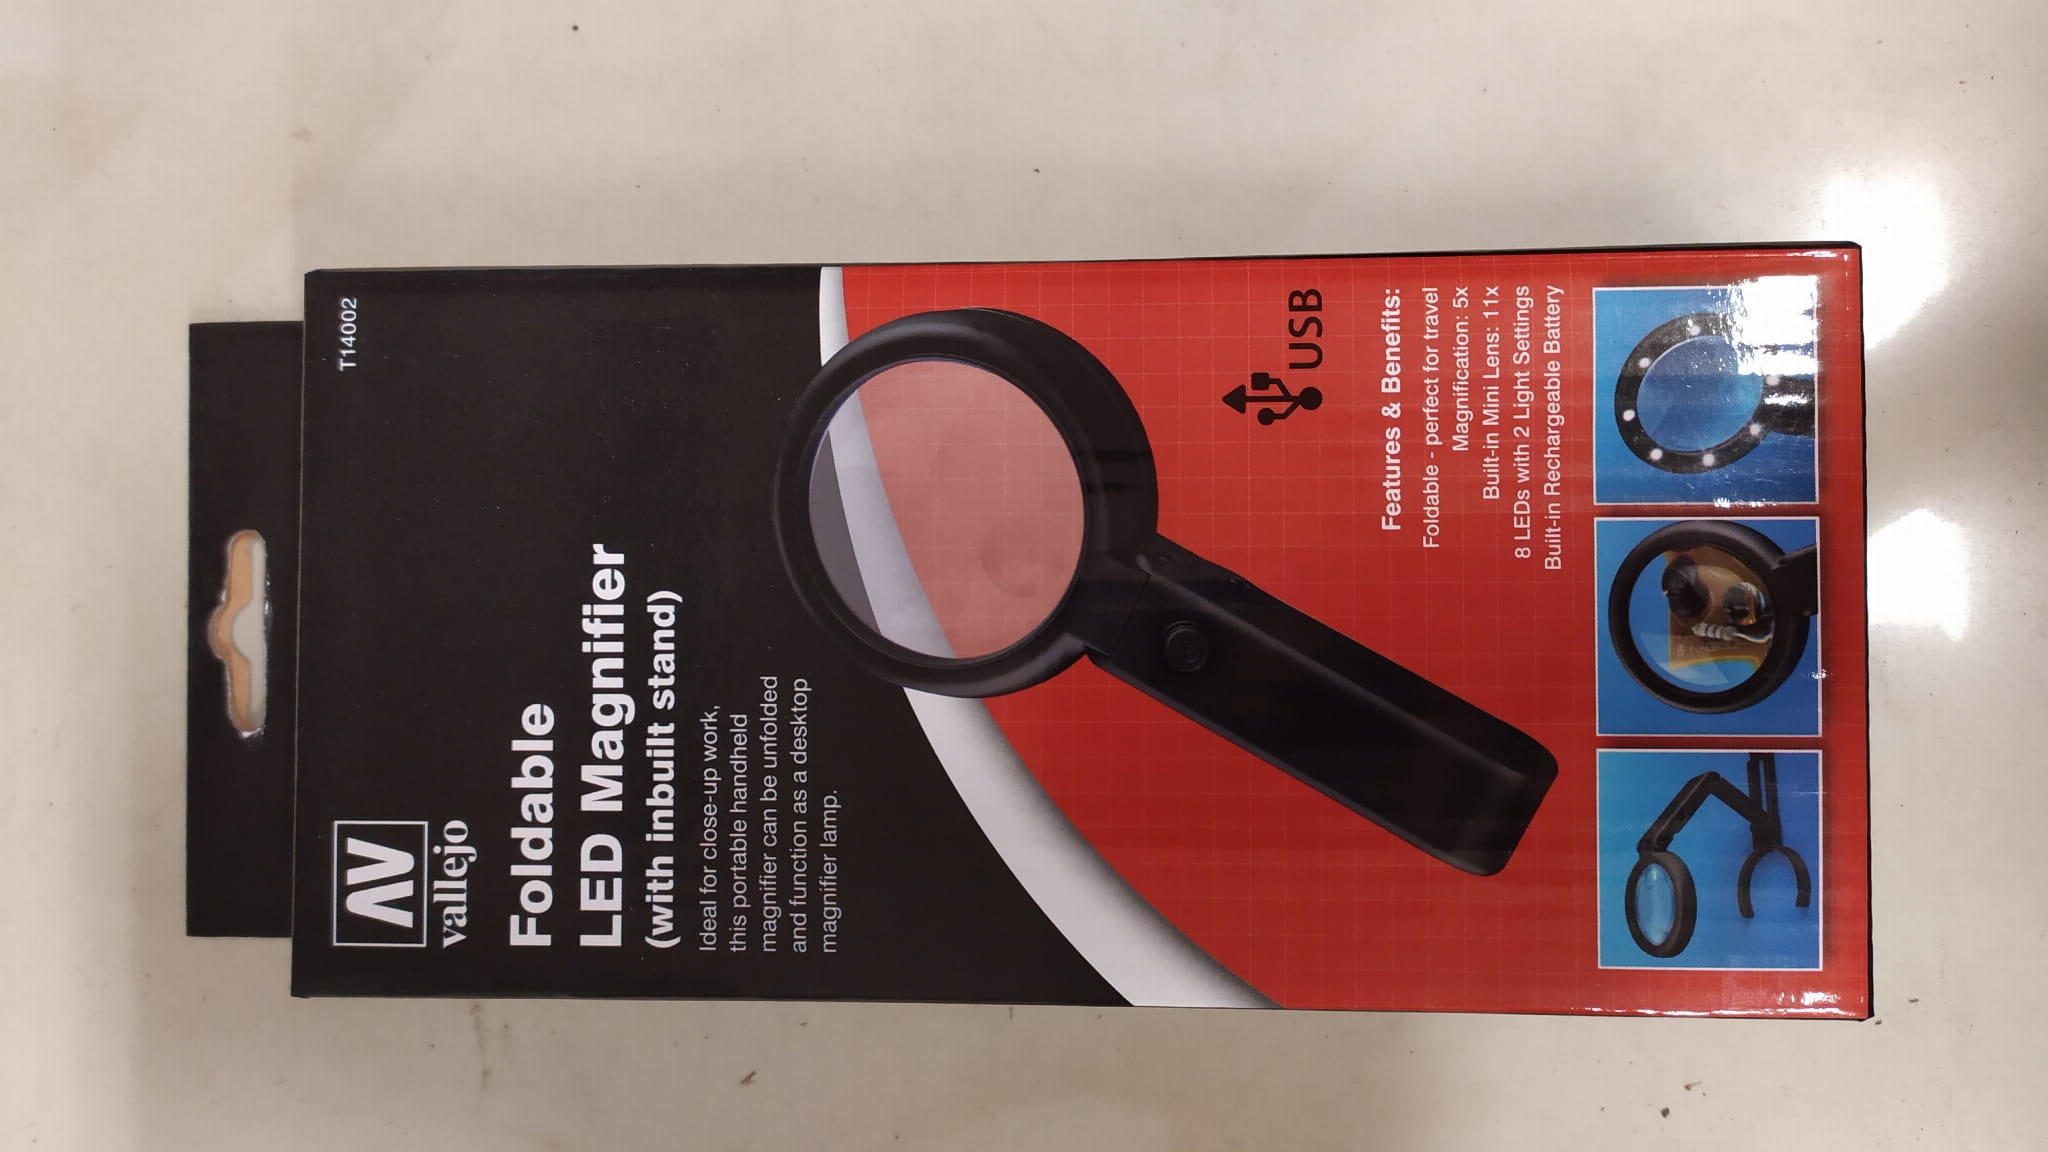 T14002
AV
vallejo
Foldable
LED Magnifier
(with inbuilt stand)
Ideal for close-up work,
this portable handheld
magnifier can be unfolded
and function as a desktop
magnifier lamp.
USB
Features & Benefits:
Foldable - perfect for travel
Magnification: 5x
Built-in Mini Lens: 11x
8 LEDs with 2 Light Settings
Built-in Rechargeable Battery